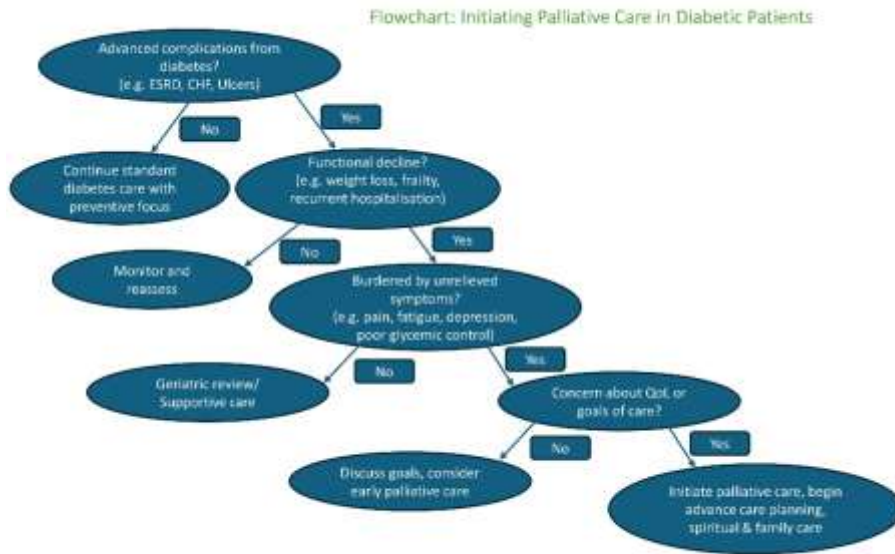 Flowchart: Initiating Palliative Care in Diabetic Patients
Advanced complications from
diabetes?
(e.g. ESRD, CHF, Ulcers)
No
Yes
Continue standard
diabetes care with
preventive focus
Functional decline?
(e.g. weight loss, frailty,
recurrent hospitalisation)
No
Yes
Monitor and
reassess
Burdened by unrelieved
symptoms?
(e.g. pain, fatigue, depression,
poor glycemic control)
No
Yes
Geriatric review/
Supportive care
Concern about QoL or
goals of care?
No
Yes
Discuss goals, consider
early palliative care
Initiate palliative care, begin
advance care planning,
spiritual & family care